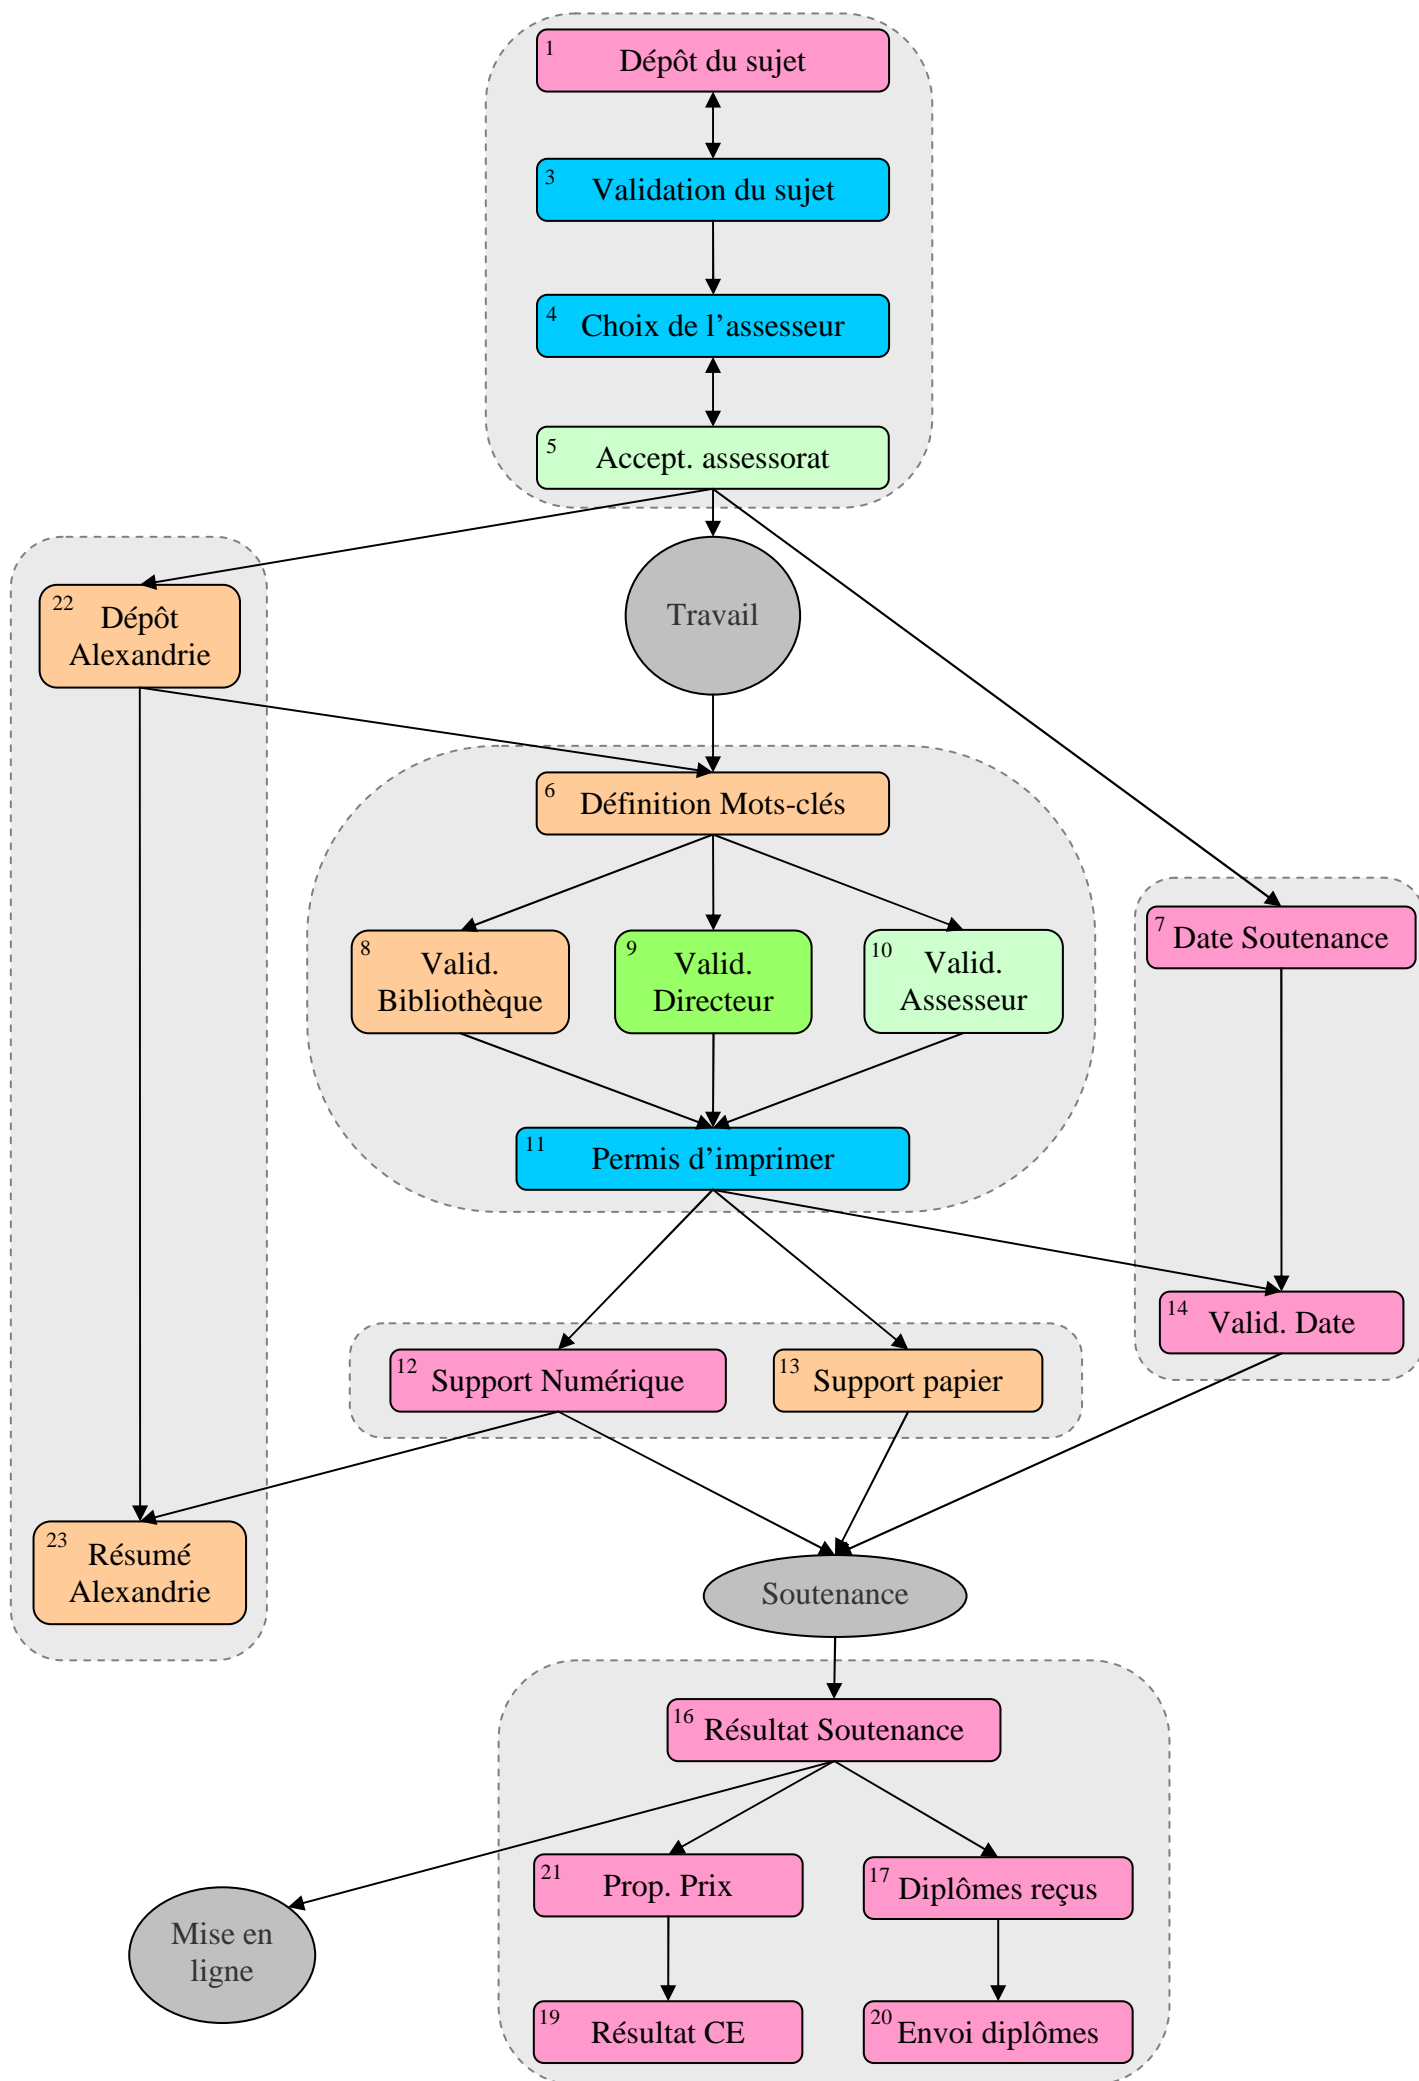 1 Dépôt du sujet
3 Validation du sujet
4 Choix de l’assesseur
5 Accept. assessorat
22 Dépôt
Alexandrie
Travail
6 Définition Mots-clés
8 Valid.
Bibliothèque
9 Valid.
Directeur
10 Valid.
Assesseur
7 Date Soutenance
11 Permis d’imprimer
14 Valid. Date
12 Support Numérique
13 Support papier
23 Résumé
Alexandrie
Soutenance
16 Résultat Soutenance
21 Prop. Prix
17 Diplômes reçus
Mise en
ligne
19 Résultat CE
20 Envoi diplômes